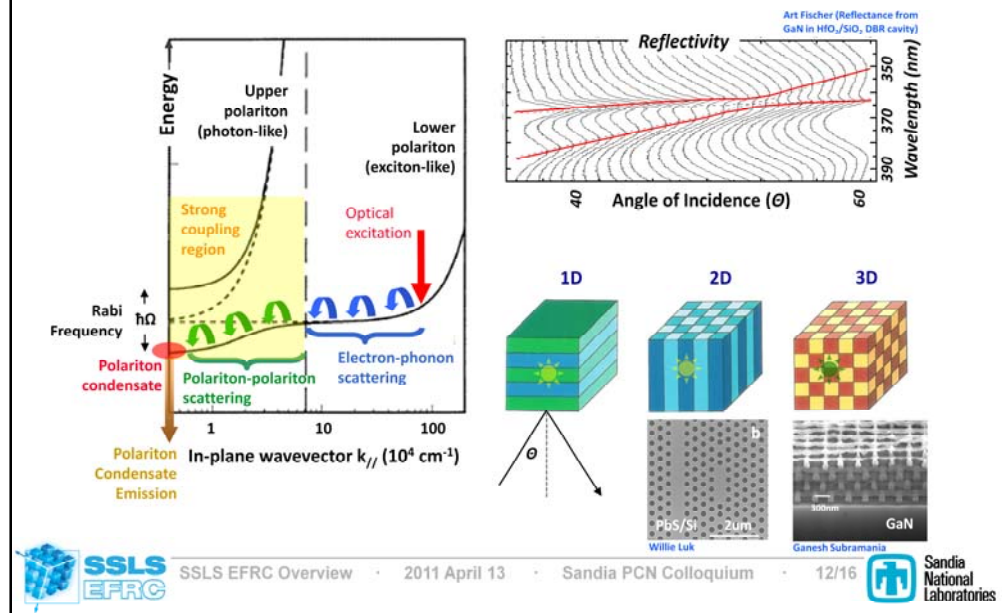 Energy
Upper
polariton
(photon-like)
Lower
polariton
(exciton-like)
Strong
coupling
region
Optical
excitation
Rabi
Frequency
ħΩ
Polariton
condensate
Polariton-polariton
scattering
Electron-phonon
scattering
1
10
100
In-plane wavevector k// (10⁴ cm⁻¹)
Polariton
Condensate
Emission
Art Fischer (Reflectance from
GaN in HfO₂/SiO₂ DBR cavity)
Reflectivity
350
370
390
Wavelength (nm)
40
60
Angle of Incidence (Θ)
1D
2D
3D
Θ
b
PbS/Si
2um
Willie Luk
300nm
GaN
Ganesh Subramania
SSLS
EFRC
SSLS EFRC Overview · 2011 April 13 · Sandia PCN Colloquium · 12/16
Sandia
National
Laboratories